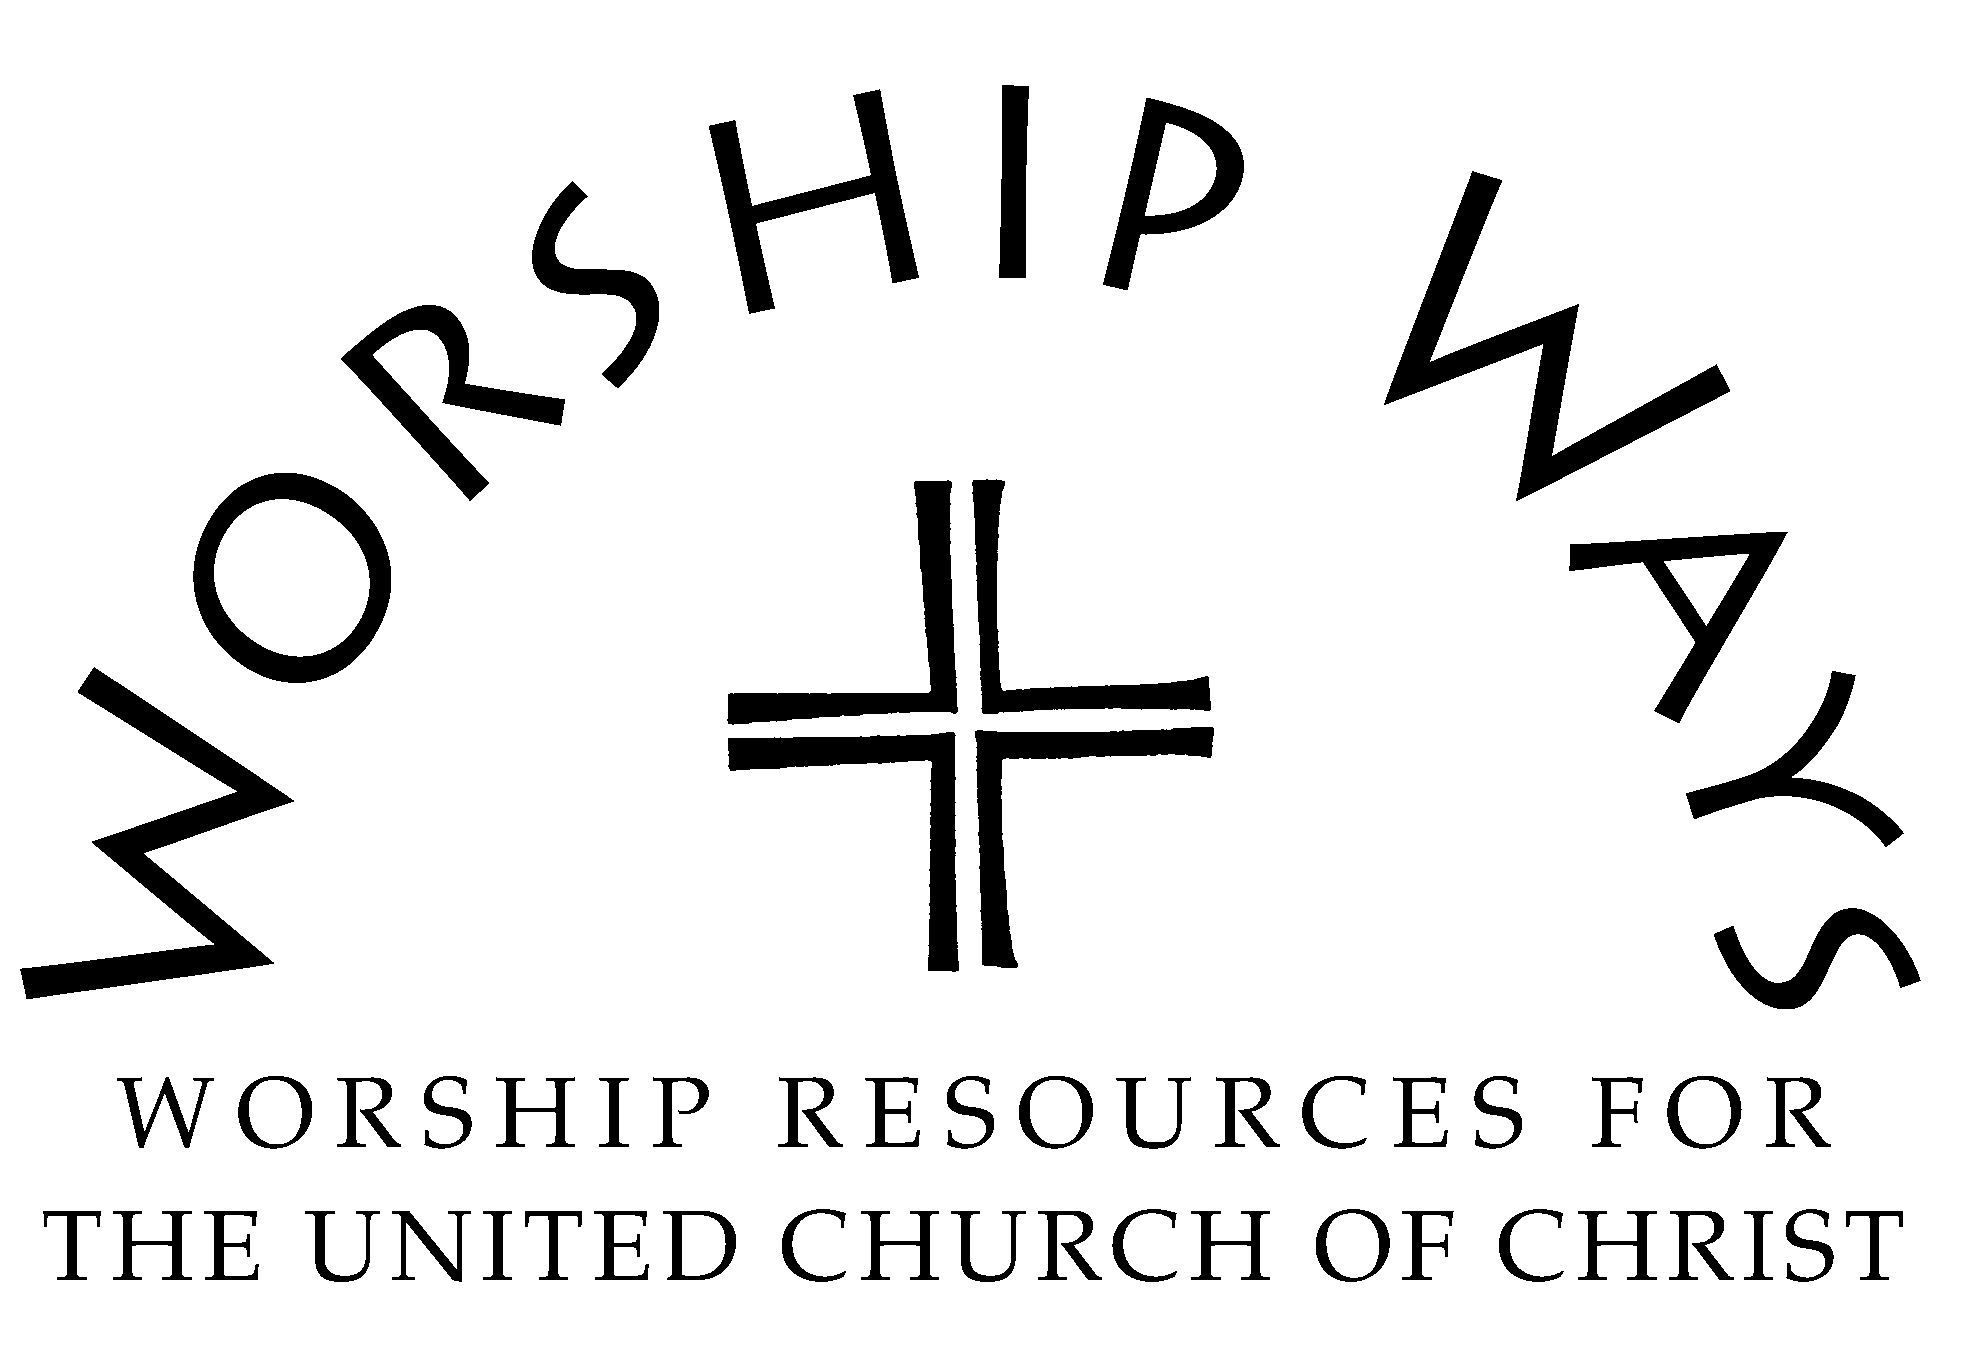 WORSHIP WAYS
WORSHIP RESOURCES FOR
THE UNITED CHURCH OF CHRIST